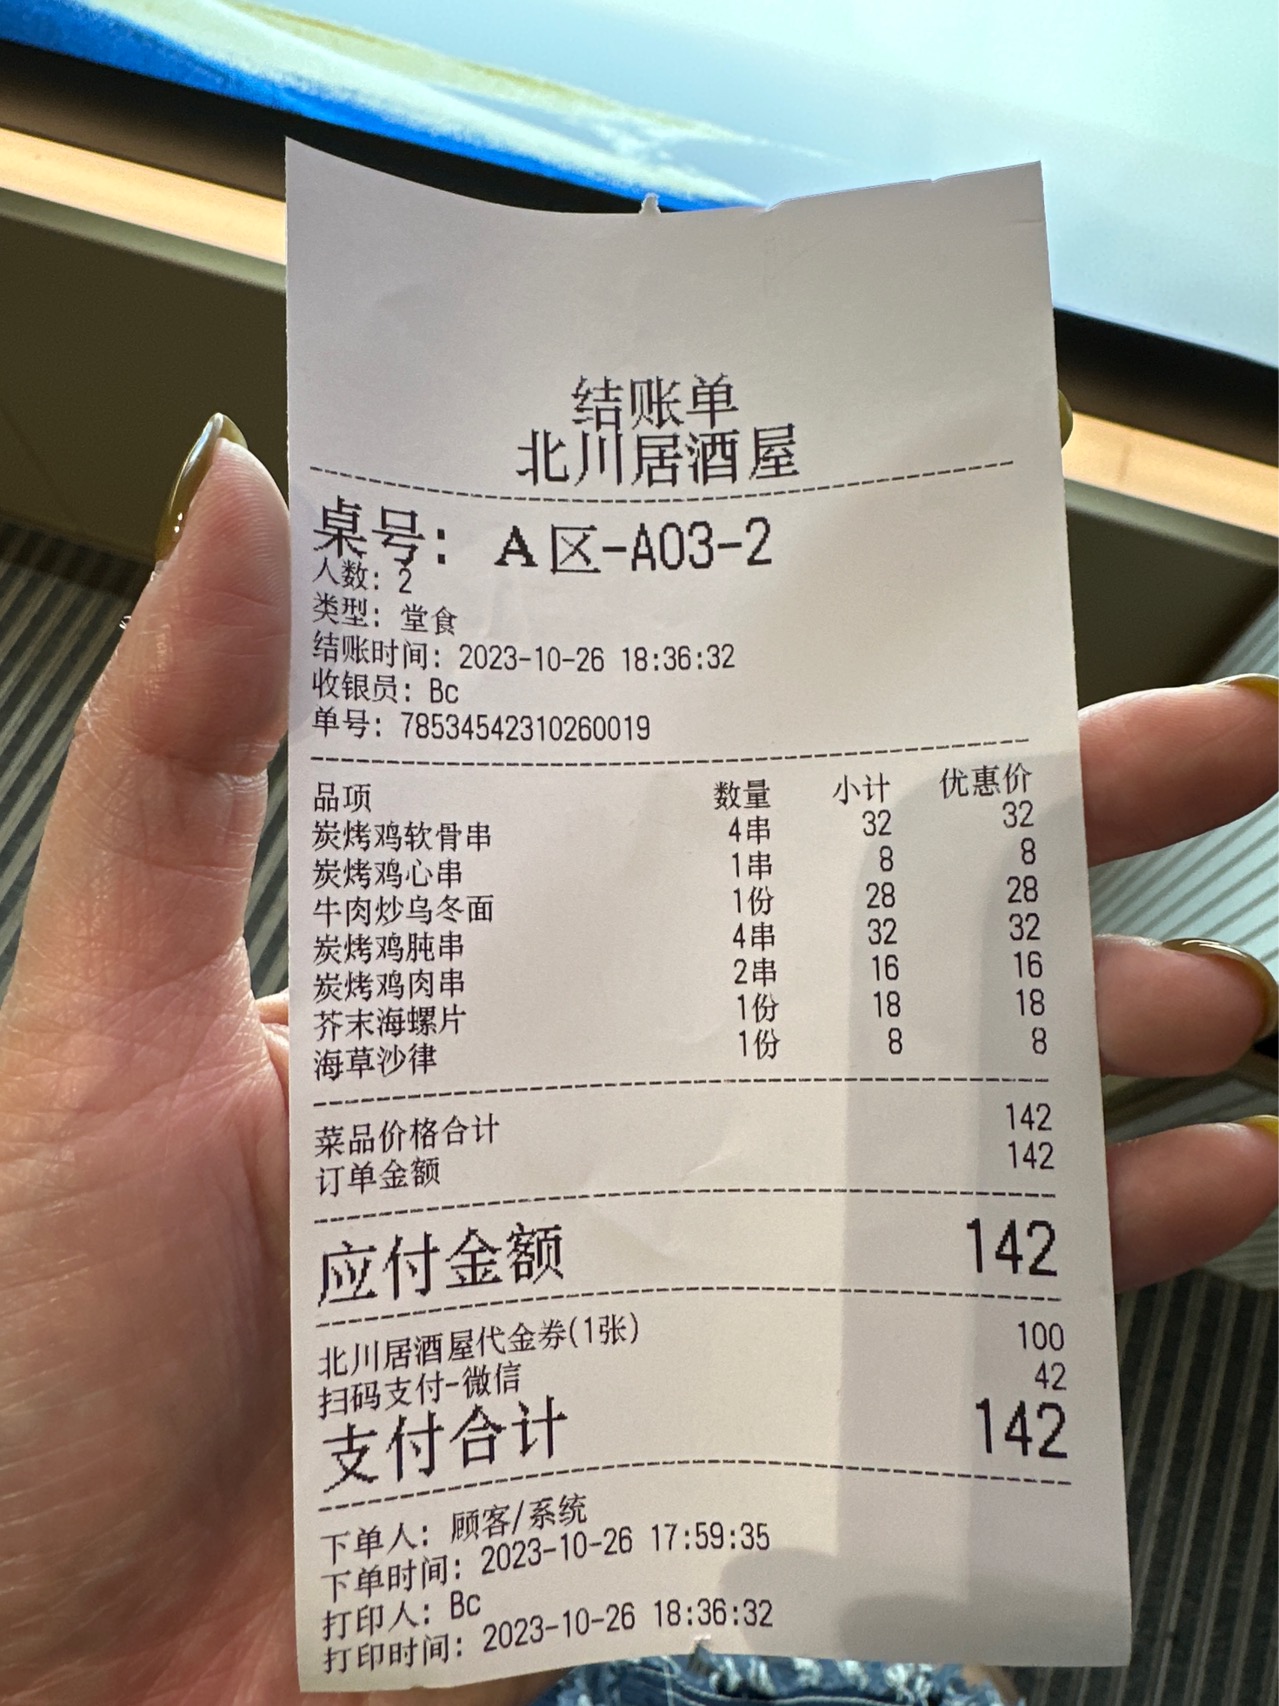 结账单
北川居酒屋
桌号: A区-A03-2
人数: 2
类型: 堂食
结账时间: 2023-10-26 18:36:32
收银员: Bc
单号: 78534542310260019
品项 数量 小计 优惠价
炭烤鸡软骨串 4串 32 32
炭烤鸡心串 1串 8 8
牛肉炒乌冬面 1份 28 28
炭烤鸡肫串 4串 32 32
炭烤鸡肉串 2串 16 16
芥末海螺片 1份 18 18
海草沙律 1份 8 8
菜品价格合计 142
订单金额 142
应付金额 142
北川居酒屋代金券(1张) 100
扫码支付-微信 42
支付合计 142
下单人: 顾客/系统
下单时间: 2023-10-26 17:59:35
打印人: Bc
打印时间: 2023-10-26 18:36:32